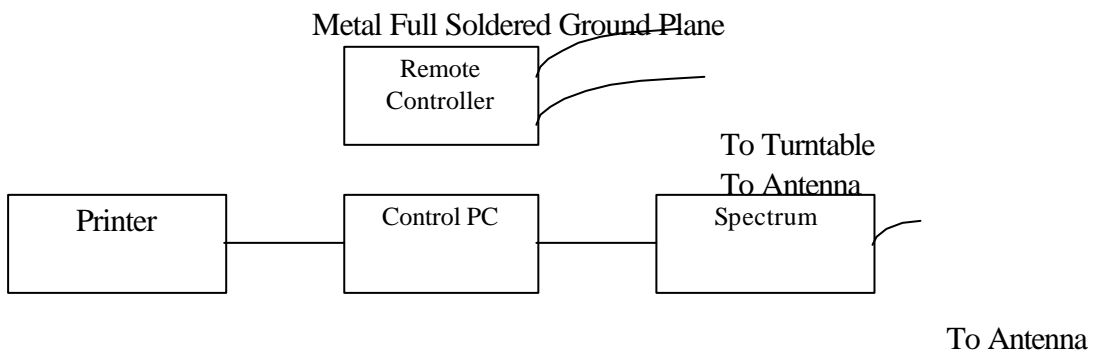 Metal Full Soldered Ground Plane
Remote
Controller
To Turntable
To Antenna
Printer
Control PC
Spectrum
To Antenna